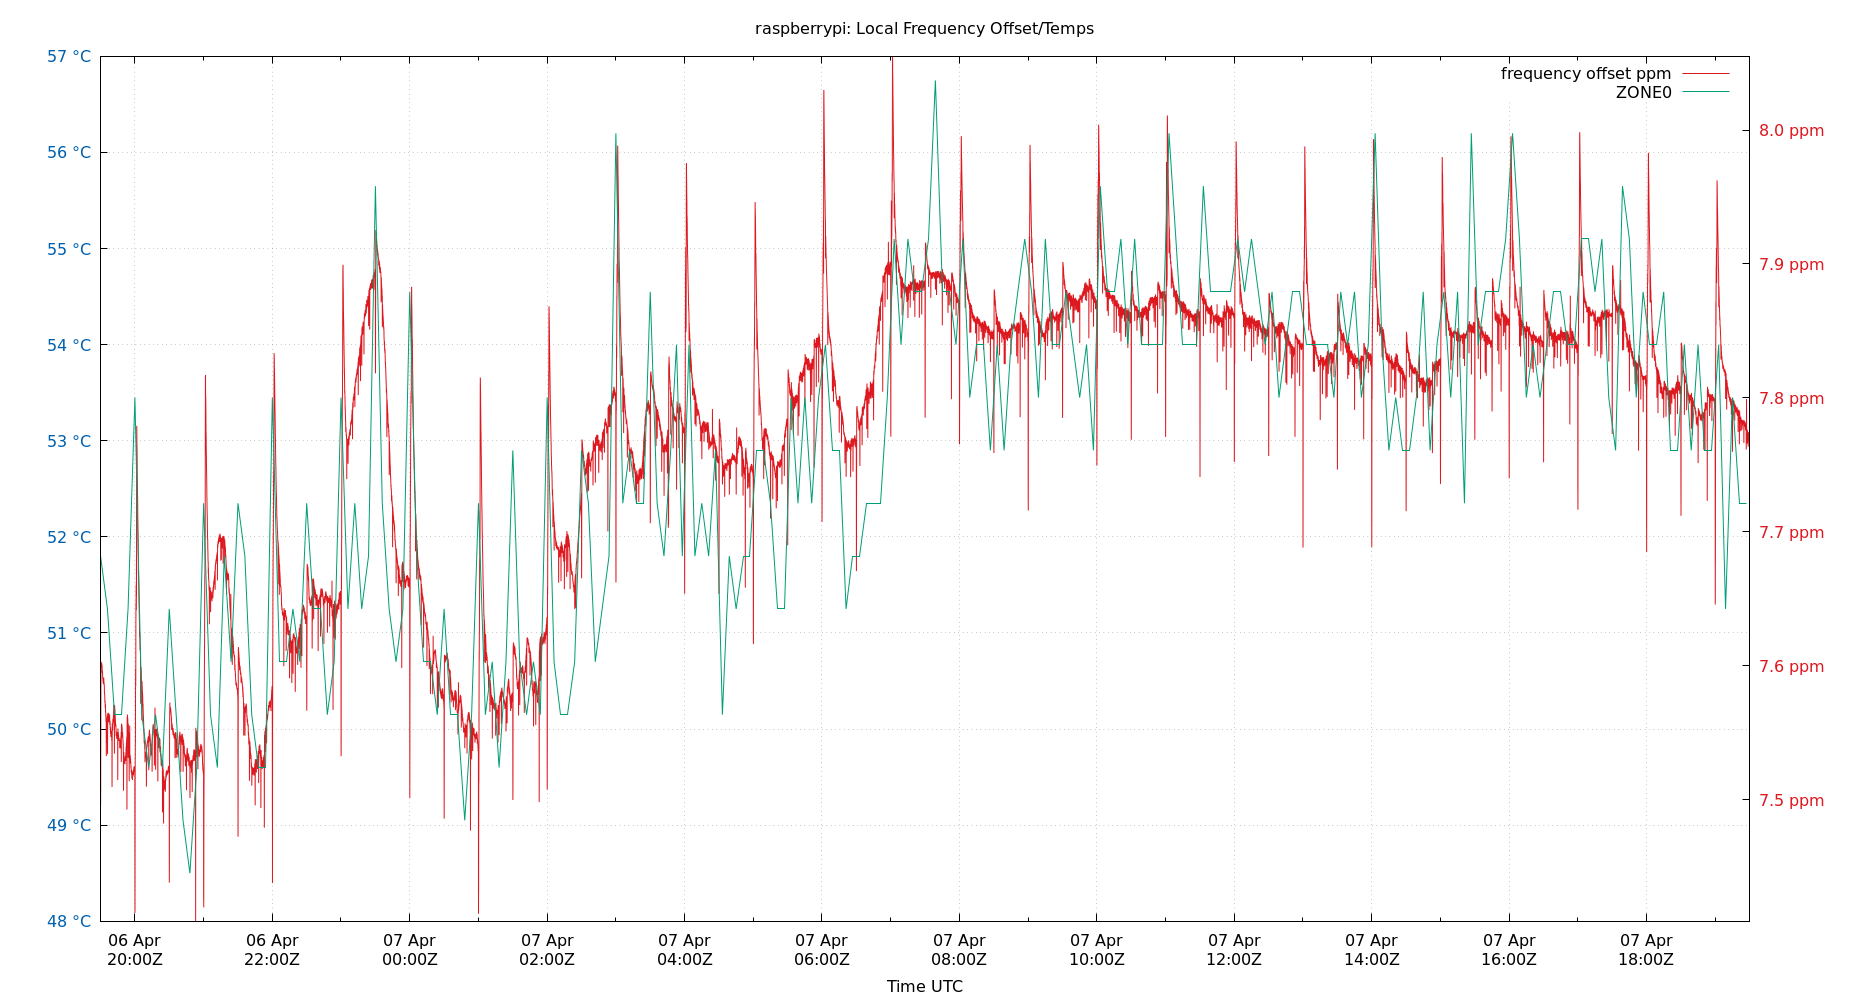 raspberrypi: Local Frequency Offset/Temps
frequency offset ppm
ZONE0
57 °C
56 °C
55 °C
54 °C
53 °C
52 °C
51 °C
50 °C
49 °C
48 °C
8.0 ppm
7.9 ppm
7.8 ppm
7.7 ppm
7.6 ppm
7.5 ppm
06 Apr 06 Apr 07 Apr 07 Apr 07 Apr 07 Apr 07 Apr 07 Apr 07 Apr 07 Apr 07 Apr 07 Apr
20:00Z 22:00Z 00:00Z 02:00Z 04:00Z 06:00Z 08:00Z 10:00Z 12:00Z 14:00Z 16:00Z 18:00Z
Time UTC